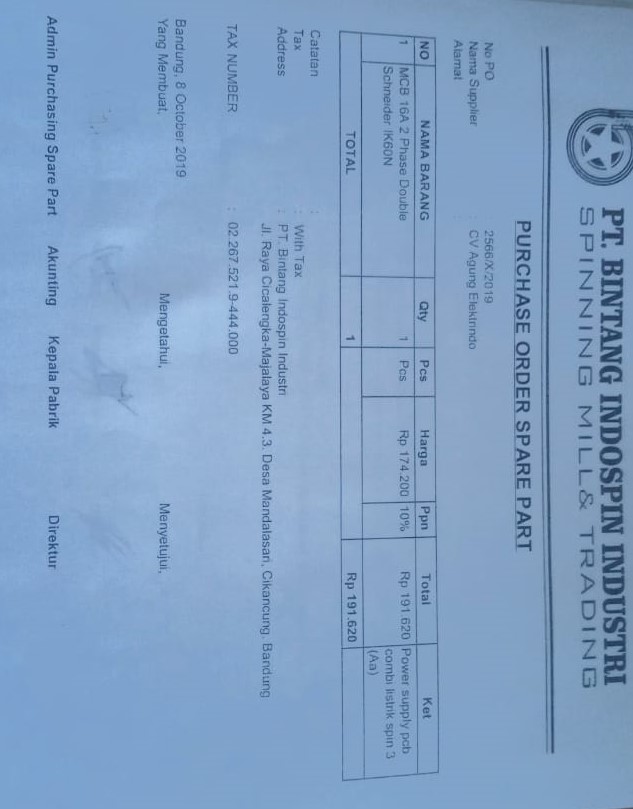 PT. BINTANG INDOSPIN INDUSTRI
SPINNING MILL & TRADING
PURCHASE ORDER SPARE PART
No PO : 2566/X/2019
Nama Supplier : CV Agung Elektrindo
Alamat
NO NAMA BARANG Qty Pcs Harga Ppn Total Ket
1 MCB 16A 2 Phase Double 1 Pcs Rp 174.200 10% Rp 191.620 Power supply pcb
Schneider IK60N combi listrik spin 3
(Aa)
TOTAL 1 Rp 191.620
Catatan :
Tax : With Tax
Address : PT. Bintang Indospin Industri
Jl. Raya Cicalengka-Majalaya KM 4.3. Desa Mandalasari, Cikancung. Bandung
TAX NUMBER : 02.267.521.9-444.000
Bandung, 8 October 2019
Yang Membuat, Mengetahui, Menyetujui,
Admin Purchasing Spare Part Akunting Kepala Pabrik Direktur